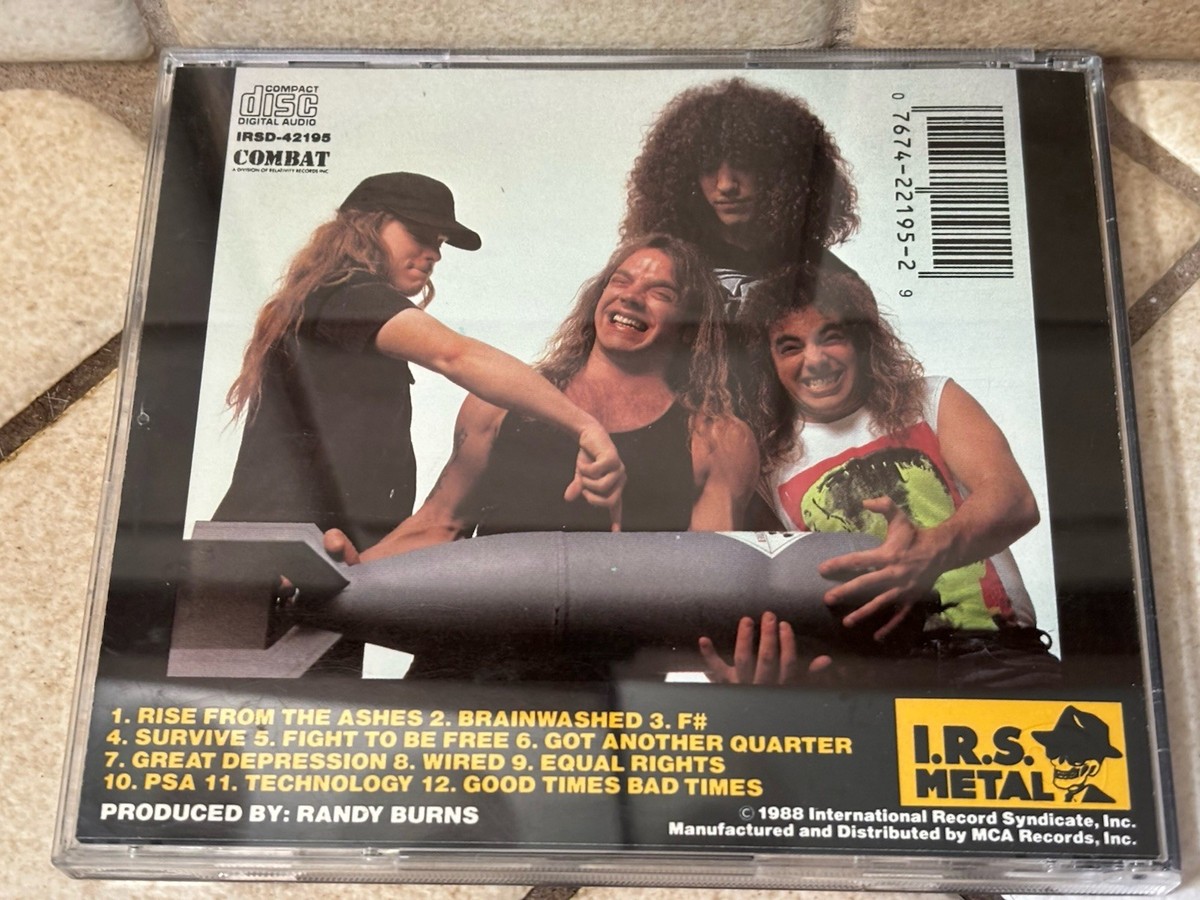 COMPACT
disc
DIGITAL AUDIO
IRSD-42195
COMBAT
A DIVISION OF RELATIVITY RECORDS INC
0 7674-22195-2 9
1. RISE FROM THE ASHES 2. BRAINWASHED 3. F#
4. SURVIVE 5. FIGHT TO BE FREE 6. GOT ANOTHER QUARTER
7. GREAT DEPRESSION 8. WIRED 9. EQUAL RIGHTS
10. PSA 11. TECHNOLOGY 12. GOOD TIMES BAD TIMES
PRODUCED BY: RANDY BURNS
I.R.S.
METAL
© 1988 International Record Syndicate, Inc.
Manufactured and Distributed by MCA Records, Inc.